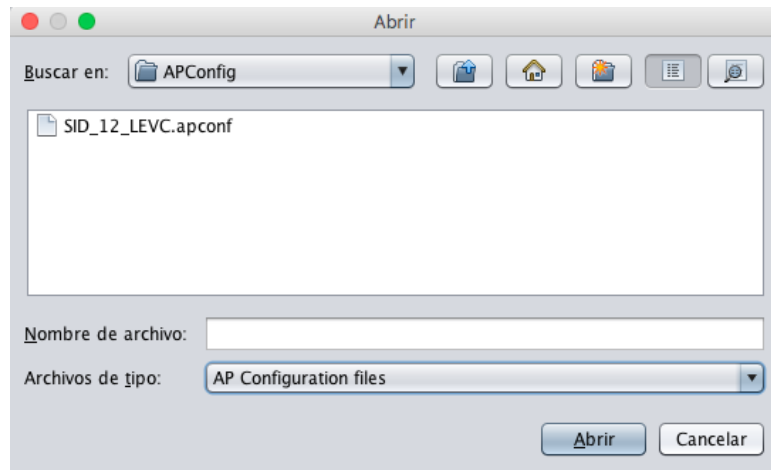 Abrir
Buscar en: APConfig
SID_12_LEVC.apconf
Nombre de archivo:
Archivos de tipo: AP Configuration files
Abrir Cancelar